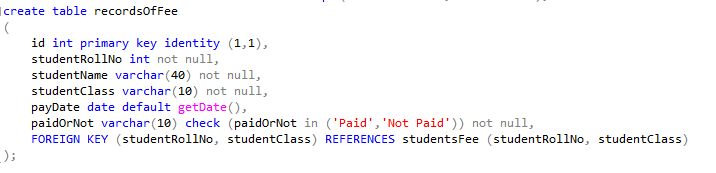 create table recordsOfFee
(
id int primary key identity (1,1),
studentRollNo int not null,
studentName varchar(40) not null,
studentClass varchar(10) not null,
payDate date default getDate(),
paidOrNot varchar(10) check (paidOrNot in ('Paid','Not Paid')) not null,
FOREIGN KEY (studentRollNo, studentClass) REFERENCES studentsFee (studentRollNo, studentClass)
);